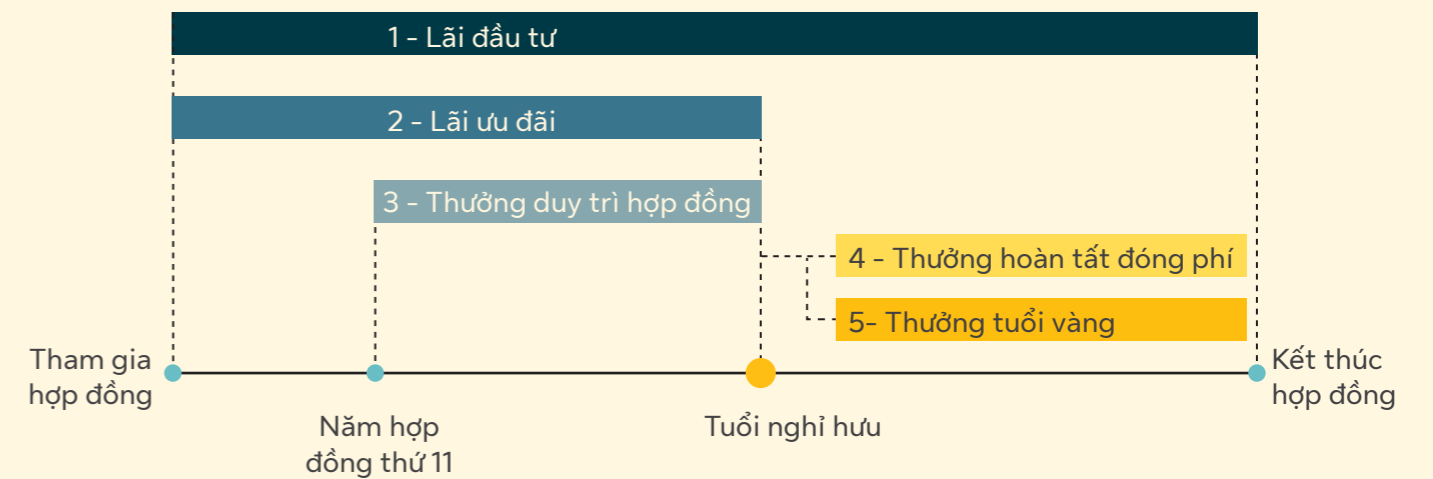 1 - Lãi đầu tư
2 - Lãi ưu đãi
3 - Thưởng duy trì hợp đồng
4 - Thưởng hoàn tất đóng phí
5- Thưởng tuổi vàng
Tham gia
hợp đồng
Năm hợp
đồng thứ 11
Tuổi nghỉ hưu
Kết thúc
hợp đồng